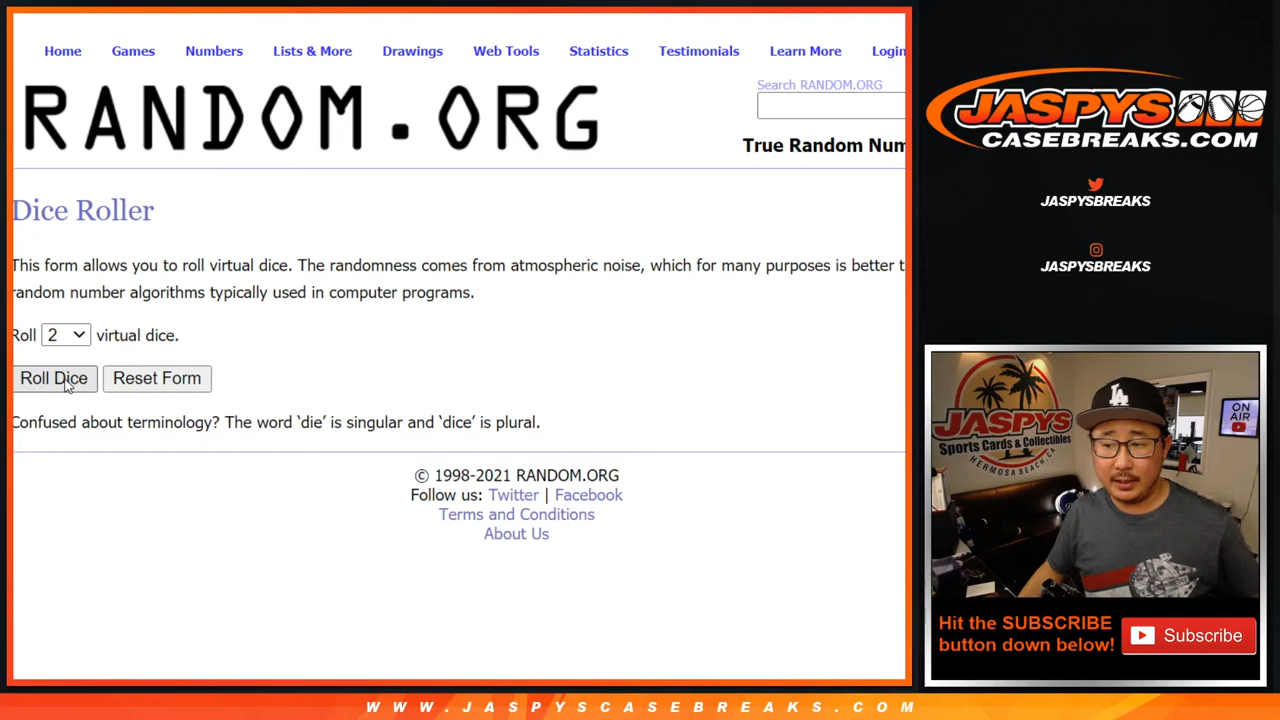 Home Games Numbers Lists & More Drawings Web Tools Statistics Testimonials Learn More Login
RANDOM.ORG
Search RANDOM.ORG
True Random Num
Dice Roller
This form allows you to roll virtual dice. The randomness comes from atmospheric noise, which for many purposes is better t
random number algorithms typically used in computer programs.
Roll 2 virtual dice.
Roll Dice Reset Form
Confused about terminology? The word ‘die’ is singular and ‘dice’ is plural.
© 1998-2021 RANDOM.ORG
Follow us: Twitter | Facebook
Terms and Conditions
About Us
JASPYS
CASEBREAKS.COM
JASPYSBREAKS
JASPYSBREAKS
JASPYS
Sports Cards & Collectibles
HERMOSA BEACH, CA
LA
ON
AIR
Hit the SUBSCRIBE
button down below!
Subscribe
WWW.JASPYSCASEBREAKS.COM